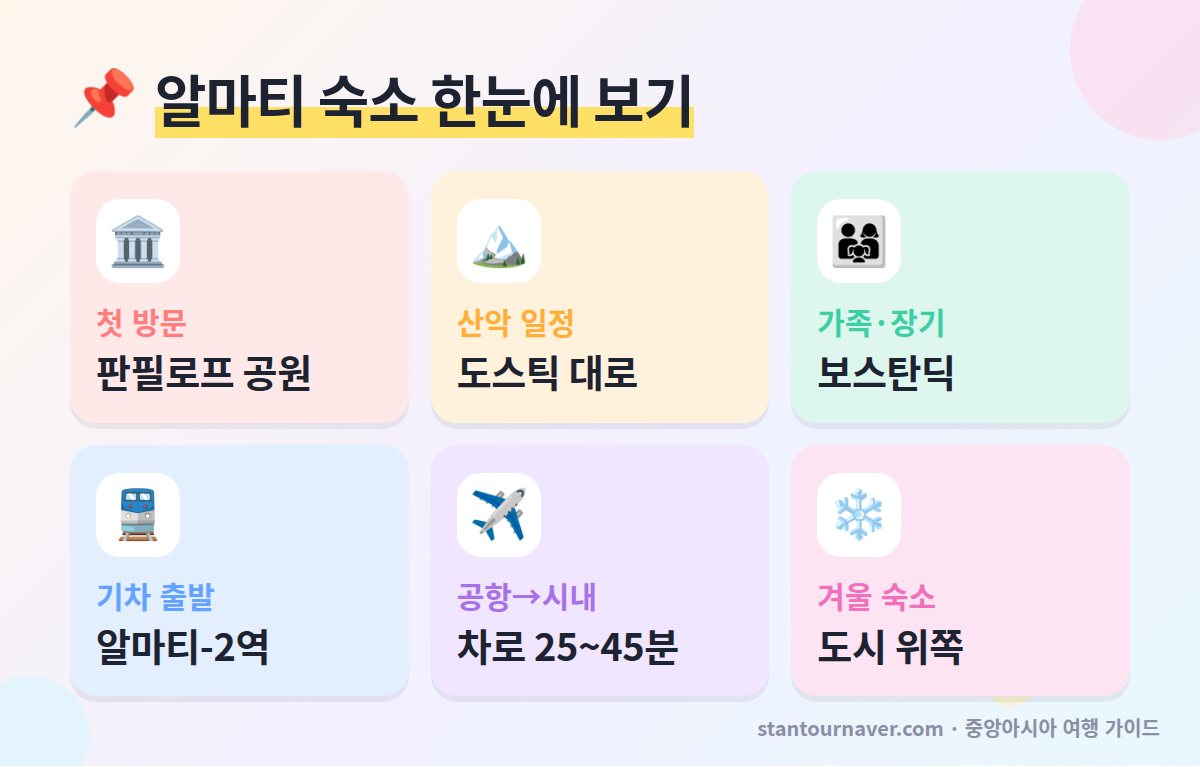 알마티 숙소 한눈에 보기
첫 방문
판필로프 공원
산악 일정
도스틱 대로
가족·장기
보스탄딕
기차 출발
알마티-2역
공항→시내
차로 25~45분
겨울 숙소
도시 위쪽
stantournaver.com · 중앙아시아 여행 가이드